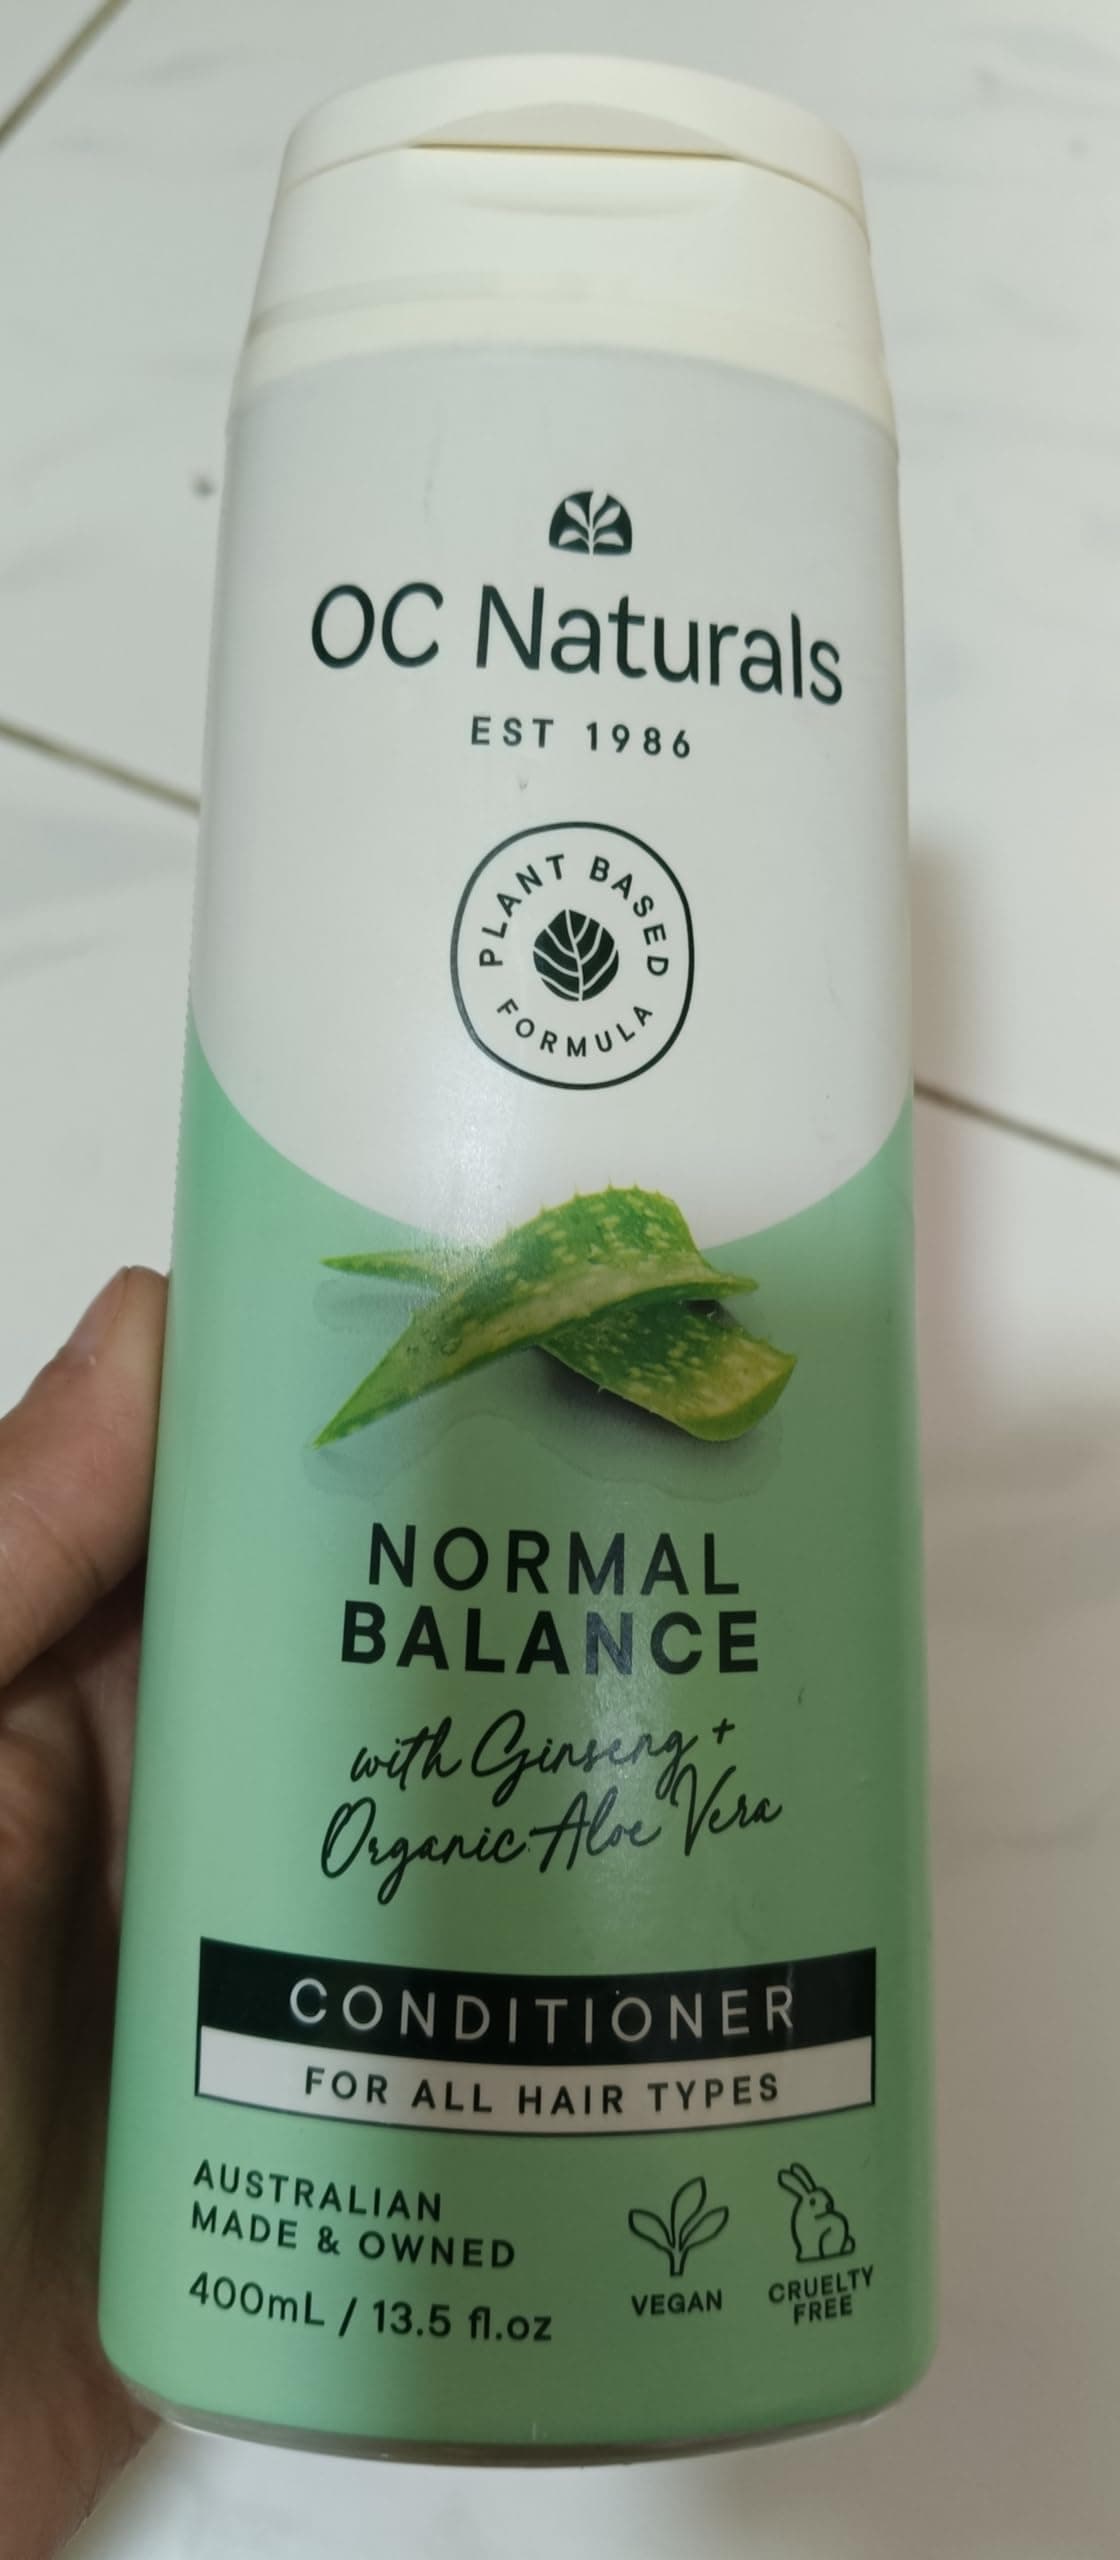 OC Naturals
EST 1986
PLANT BASED
FORMULA
NORMAL
BALANCE
with Ginseng +
Organic Aloe Vera
CONDITIONER
FOR ALL HAIR TYPES
AUSTRALIAN
MADE & OWNED
400mL / 13.5 fl.oz
VEGAN
CRUELTY
FREE